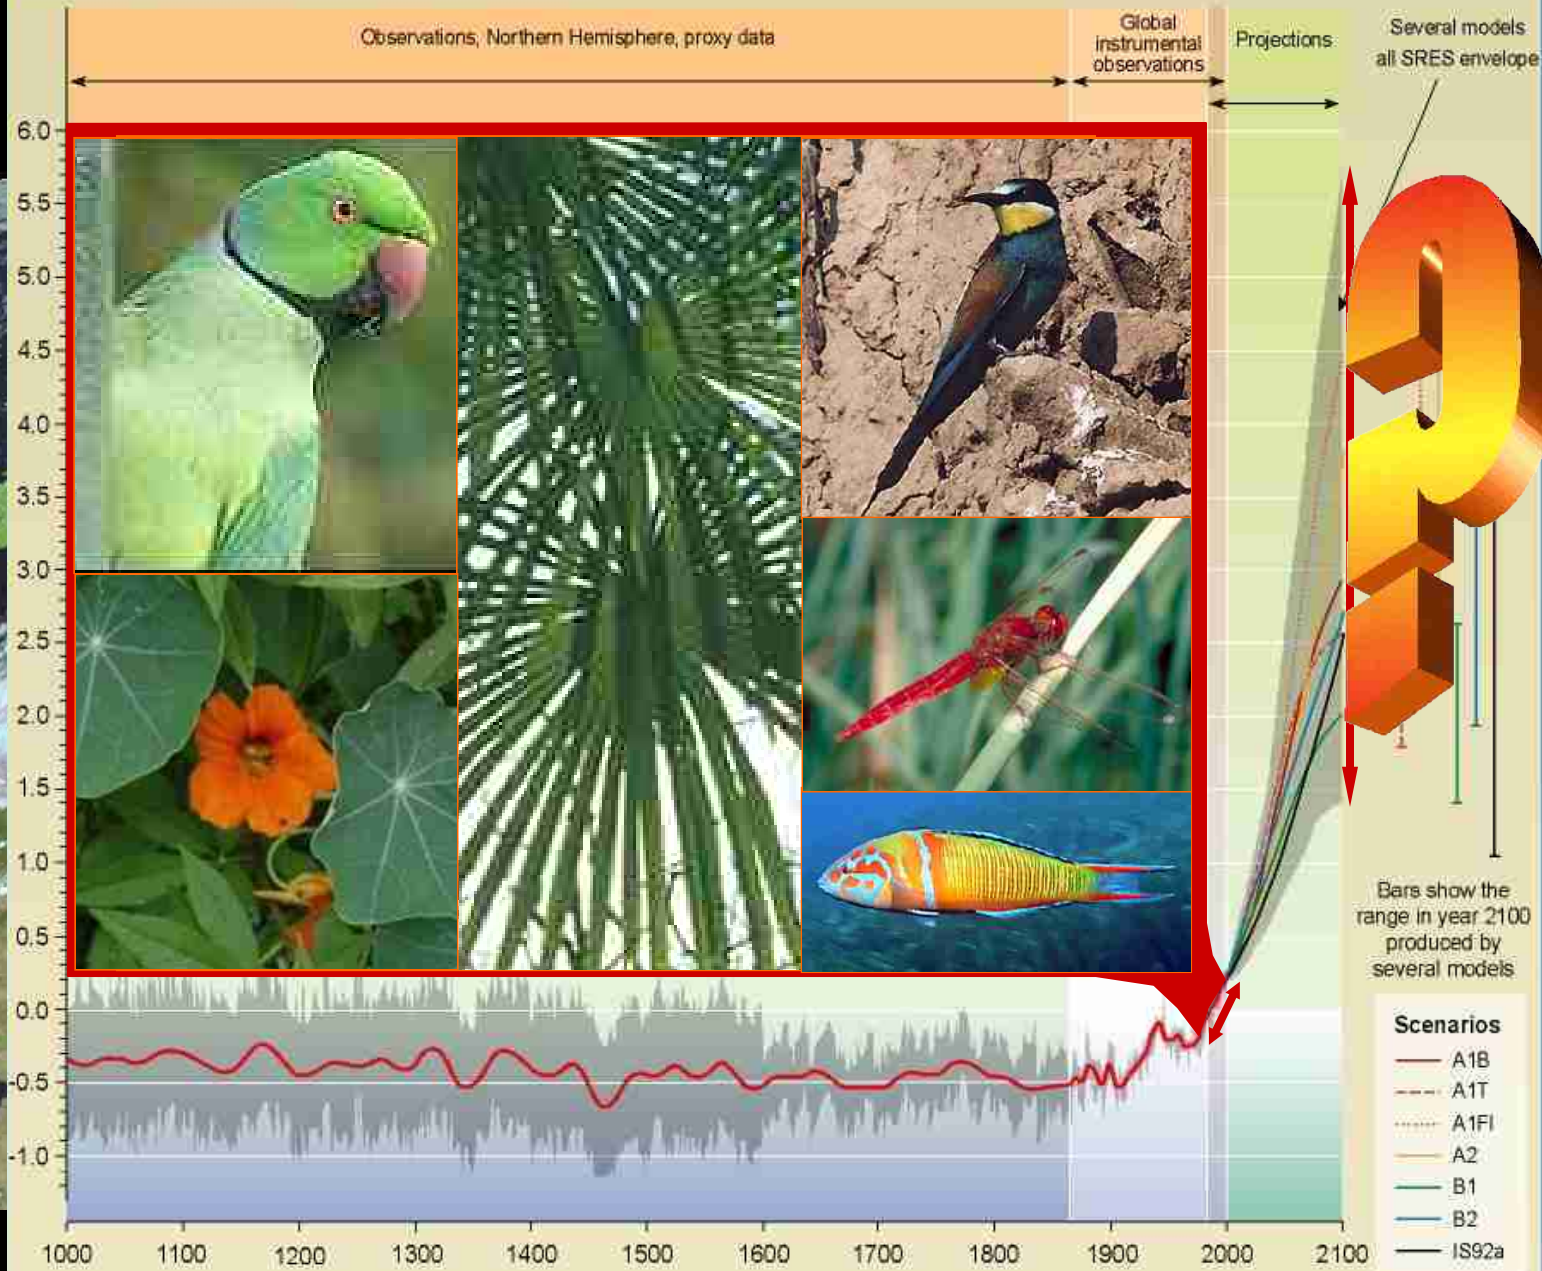 Observations, Northern Hemisphere, proxy data
Global
instrumental
observations
Projections
Several models
all SRES envelope
6.0
5.5
5.0
4.5
4.0
3.5
3.0
2.5
2.0
1.5
1.0
0.5
0.0
-0.5
-1.0
?
Bars show the
range in year 2100
produced by
several models
Scenarios
A1B
A1T
A1FI
A2
B1
B2
IS92a
1000 1100 1200 1300 1400 1500 1600 1700 1800 1900 2000 2100